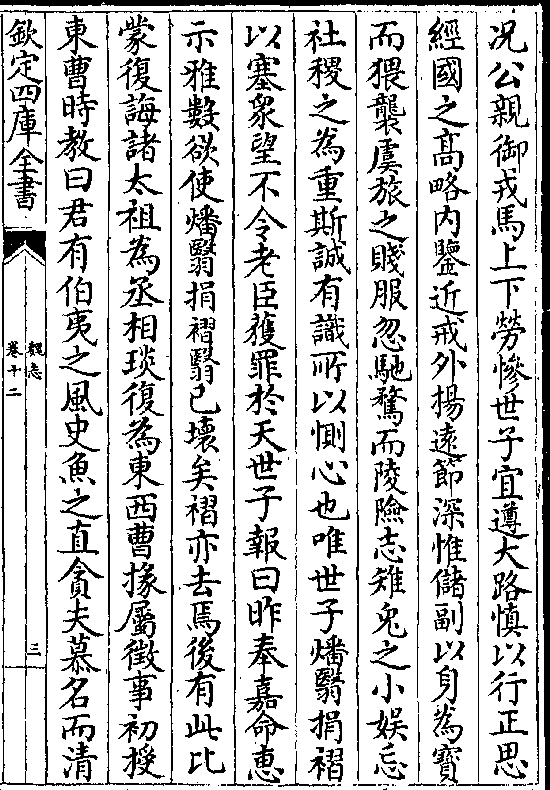 况公親御戎馬上下勞慘世子宜遵大路慎以行正思
經國之髙略内鑒近戒外揚逺節深惟儲副以身為寳
而猥襲虞旅之賤服忽馳騖而陵險志雉兔之小娱忘
社稷之為重斯誠有識所以惻心也唯世子燔翳捐褶
以塞衆望不令老臣獲罪於天世子報曰昨奉嘉命惠
示雅數欲使燔翳捐褶翳已壊矣褶亦去焉後有此比
蒙復誨諸太祖為丞相琰復為東西曹掾屬徴事初授
東曹時教曰君有伯夷之風史魚之直貪夫慕名而清
欽定四庫全書
魏志
卷十二
三